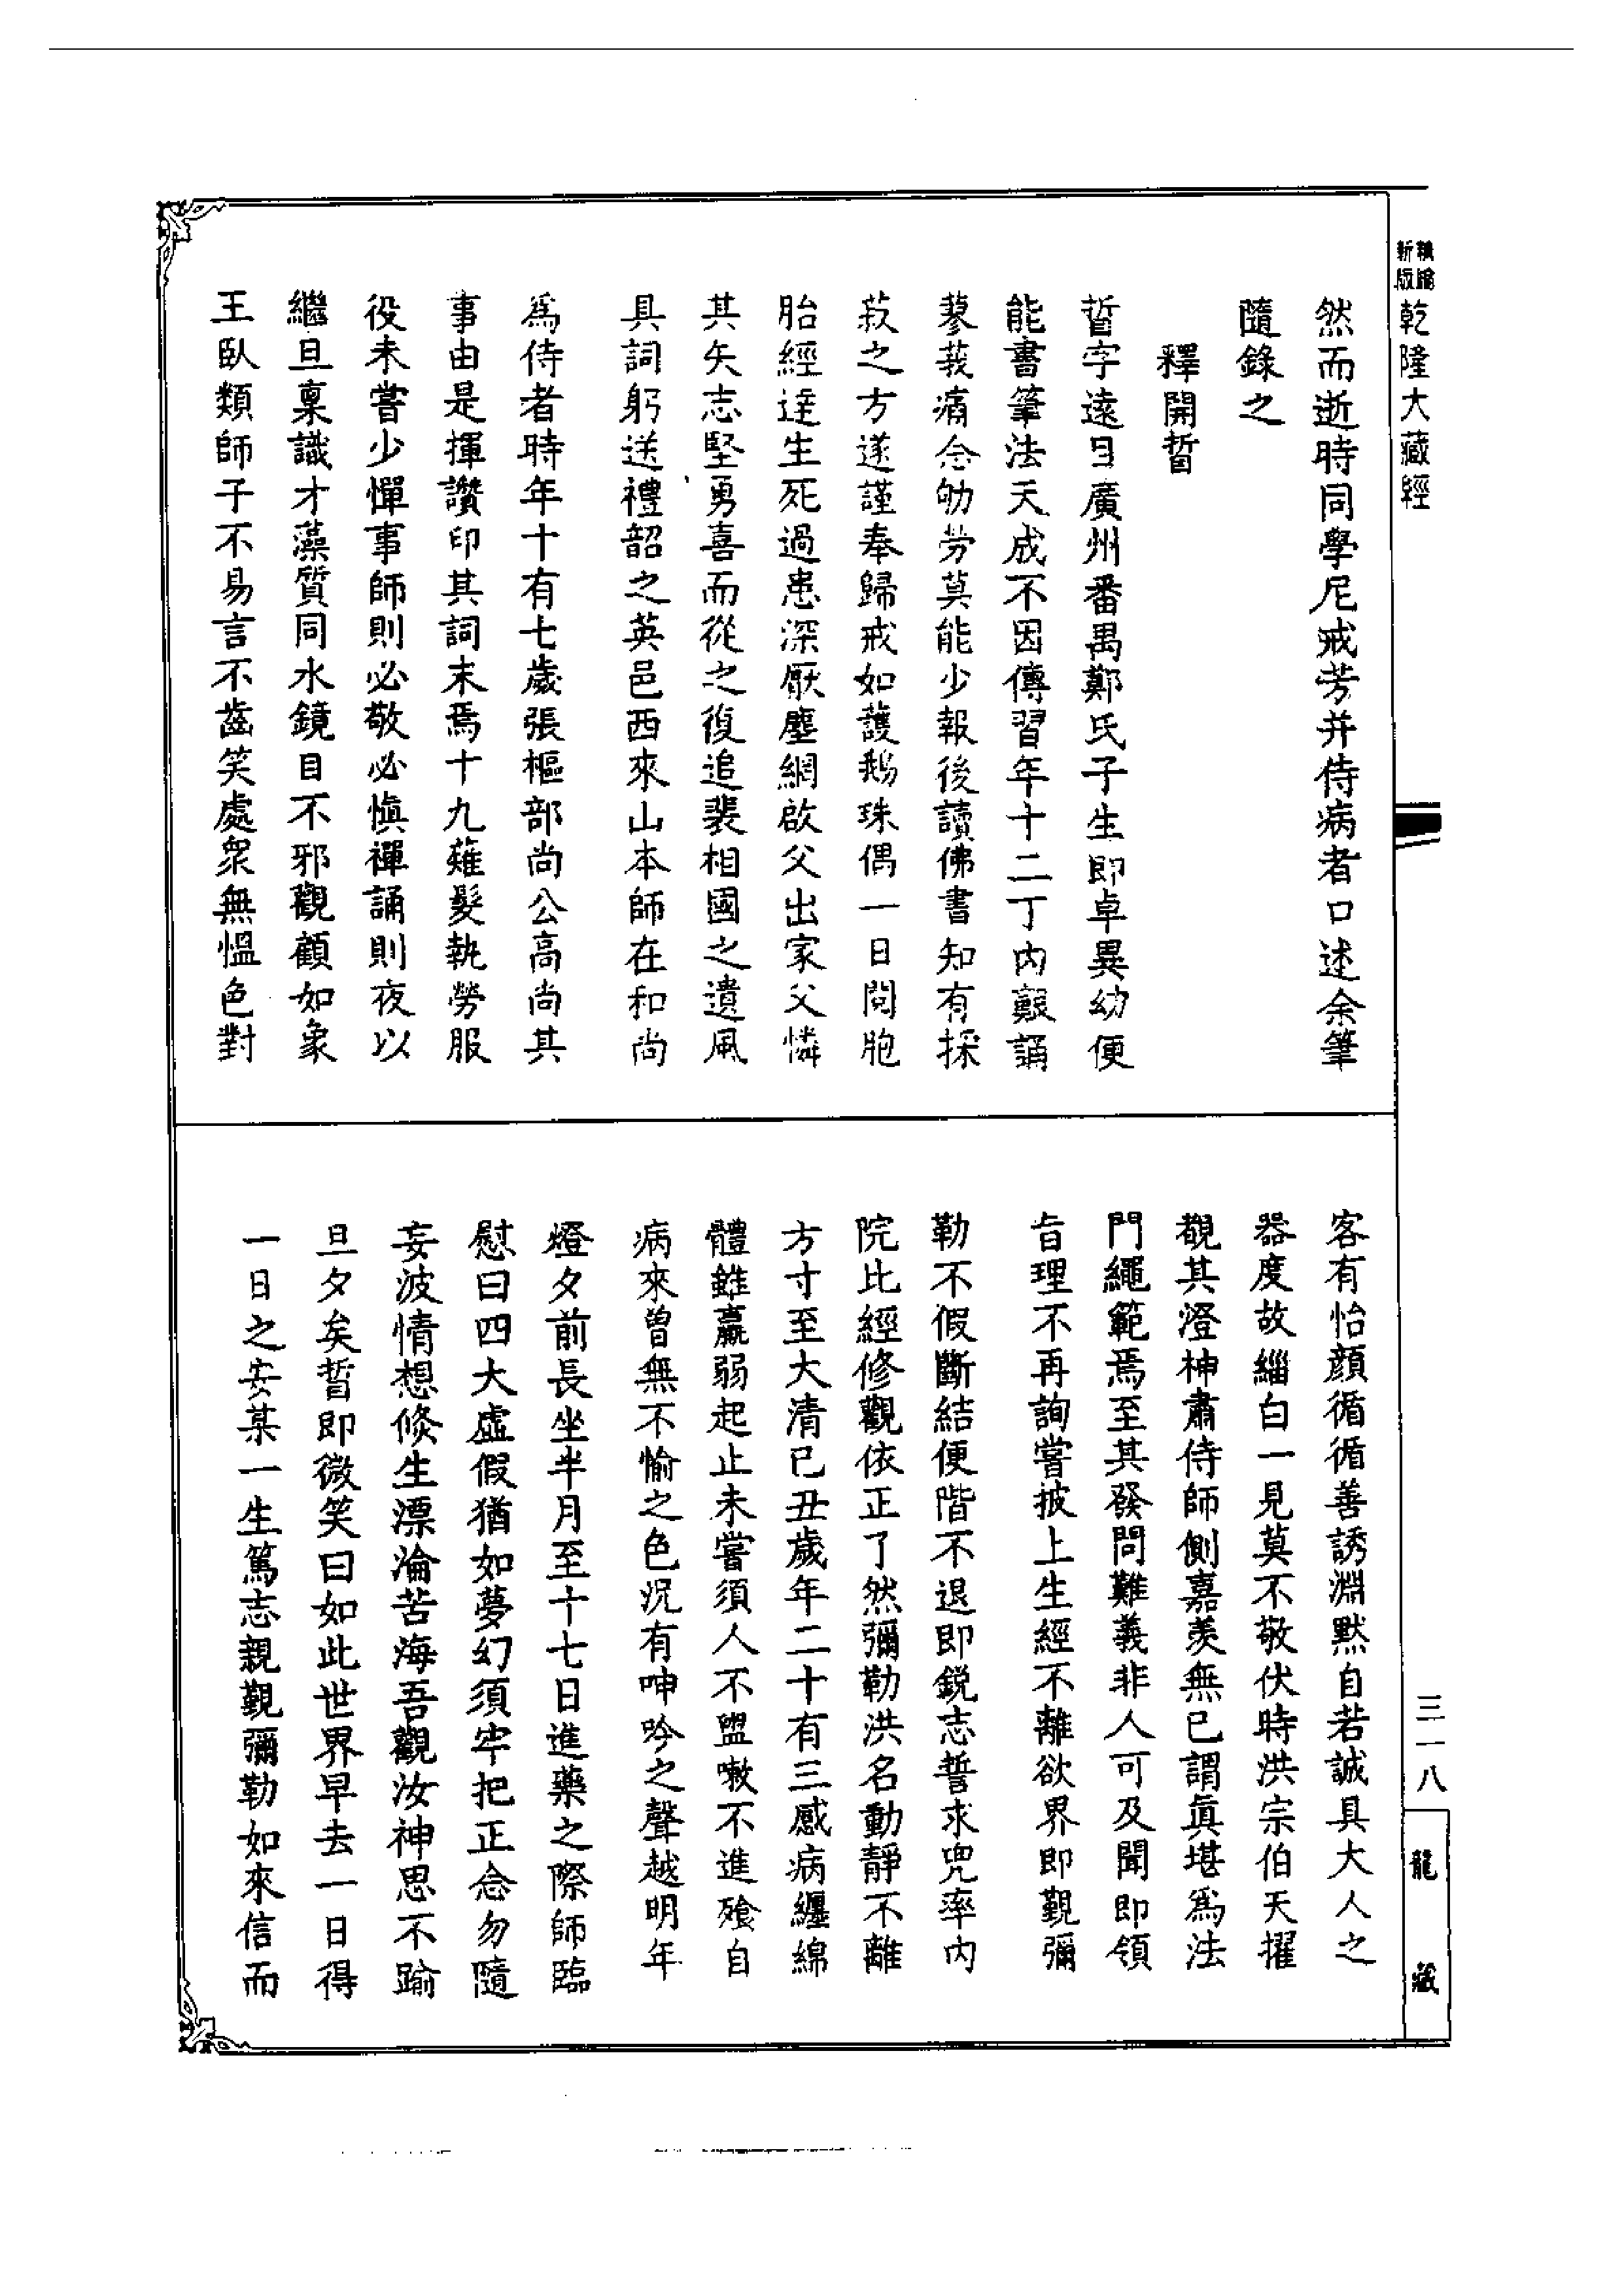 新版 精縮 乾隆大藏經
然而逝時同學尼戒芳并侍病者口述余筆
隨錄之
釋開晢
晢字遠日廣州番禺鄭氏子生即卓異幼便
能書筆法天成不因傳習年十二丁內艱誦
蓼莪痛念劬劳莫能少報後讀佛書知有採
菽之方遂謹奉歸戒如護鵝珠偶一日閱胞
胎經達生死過患深厭塵網啟父出家父憐
其矢志堅勇喜而從之復追裴相國之遺風
具詞躬送禮韶之英邑西來山本師在和尚
為侍者時年十有七歲張樞部尚公高尚其
事由是揮讚印其詞末焉十九薙髮執勞服
役未嘗少憚事師則必敬必慎禪誦則夜以
繼旦稟識才藻質同水鏡目不邪觀顧如象
王臥類師子不易言不齒笑處衆無慍色對
客有怡顏循循善誘淵默自若誠具大人之
器度故緇白一見莫不敬伏時洪宗伯天擢
覩其澄神肅侍師側嘉羨無已謂眞堪為法
門繩範焉至其發問難義非人可及聞即領
旨理不再詢嘗披上生經不離欲界即覲彌
勒不假斷結便階不退即銳志誓求兜率內
院比經修觀依正了然彌勒洪名動靜不離
方寸至大清己丑歲年二十有三感病纏綿
體雖羸弱起止未嘗須人不盥嗽不進飱自
病來曾無不愉之色況有呻吟之聲越明年
燈夕前長坐半月至十七日進藥之際師臨
慰曰四大虛假猶如夢幻須牢把正念勿隨
妄波情想倏生漂淪苦海吾觀汝神思不踰
旦夕矣晢即微笑曰如此世界早去一日得
一日之安某一生篤志親覲彌勒如來信而
三一八
龍藏